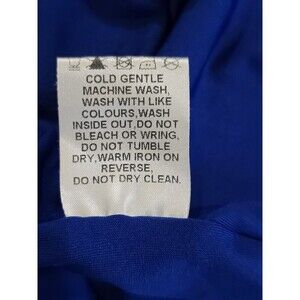 COLD GENTLE
MACHINE WASH,
WASH WITH LIKE
COLOURS,WASH
INSIDE OUT,DO NOT
BLEACH OR WRING,
DO NOT TUMBLE
DRY,WARM IRON ON
REVERSE,
DO NOT DRY CLEAN.